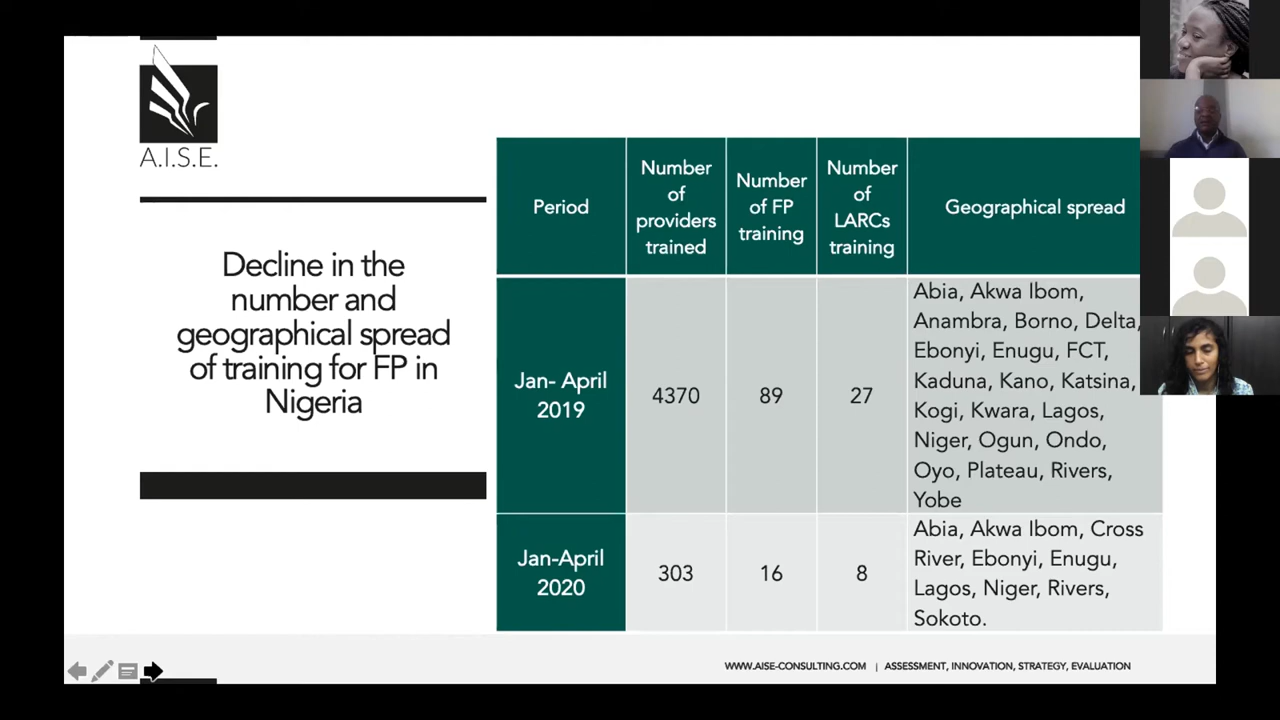 A.I.S.E.
Decline in the
number and
geographical spread
of training for FP in
Nigeria
Period
Number
of
providers
trained
Number
of FP
training
Number
of
LARCs
training
Geographical spread
Jan- April
2019
4370
89
27
Abia, Akwa Ibom,
Anambra, Borno, Delta,
Ebonyi, Enugu, FCT,
Kaduna, Kano, Katsina,
Kogi, Kwara, Lagos,
Niger, Ogun, Ondo,
Oyo, Plateau, Rivers,
Yobe
Jan-April
2020
303
16
8
Abia, Akwa Ibom, Cross
River, Ebonyi, Enugu,
Lagos, Niger, Rivers,
Sokoto.
WWW.AISE-CONSULTING.COM | ASSESSMENT, INNOVATION, STRATEGY, EVALUATION